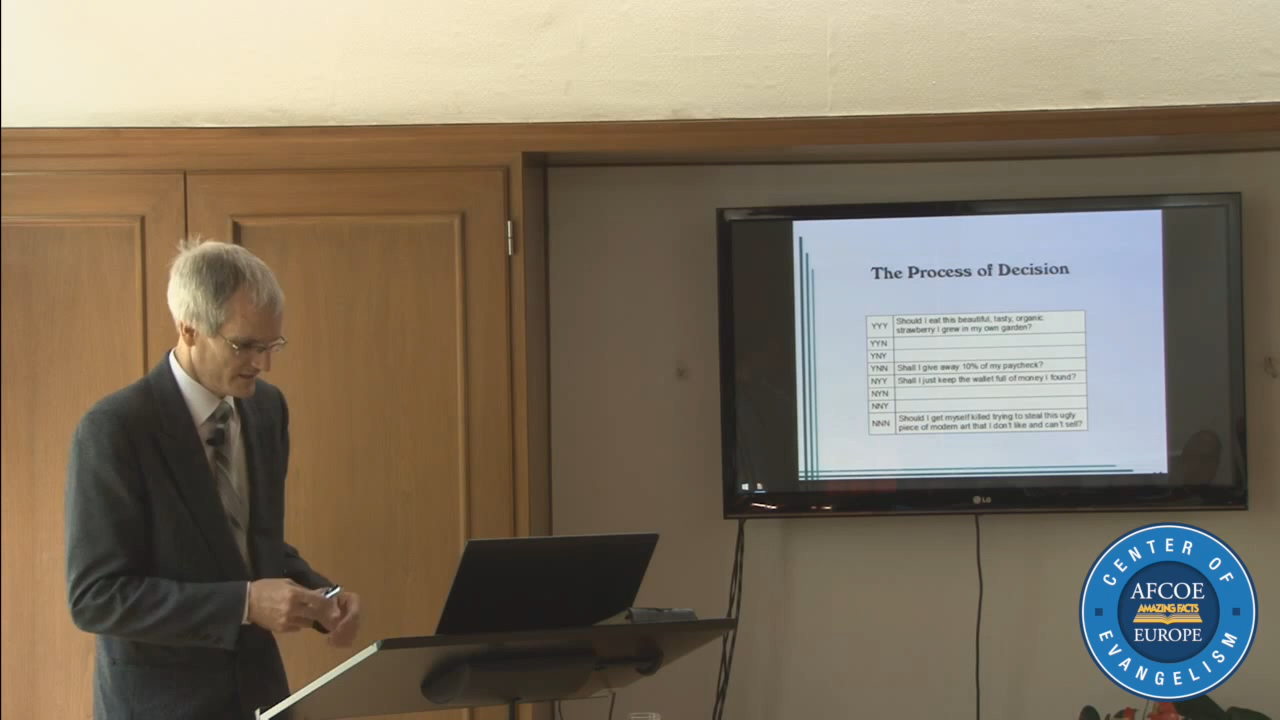 The Process of Decision
YYY Should I eat this beautiful, tasty, organic
strawberry I grew in my own garden?
YYN
YNY
YNN Shall I give away 10% of my paycheck?
NYY Shall I just keep the wallet full of money I found?
NYN
NNY
NNN Should I get myself killed trying to steal this ugly
piece of modern art that I don't like and can't sell?
LG
CENTER OF
AFCOE
AMAZING FACTS
EUROPE
EVANGELISM